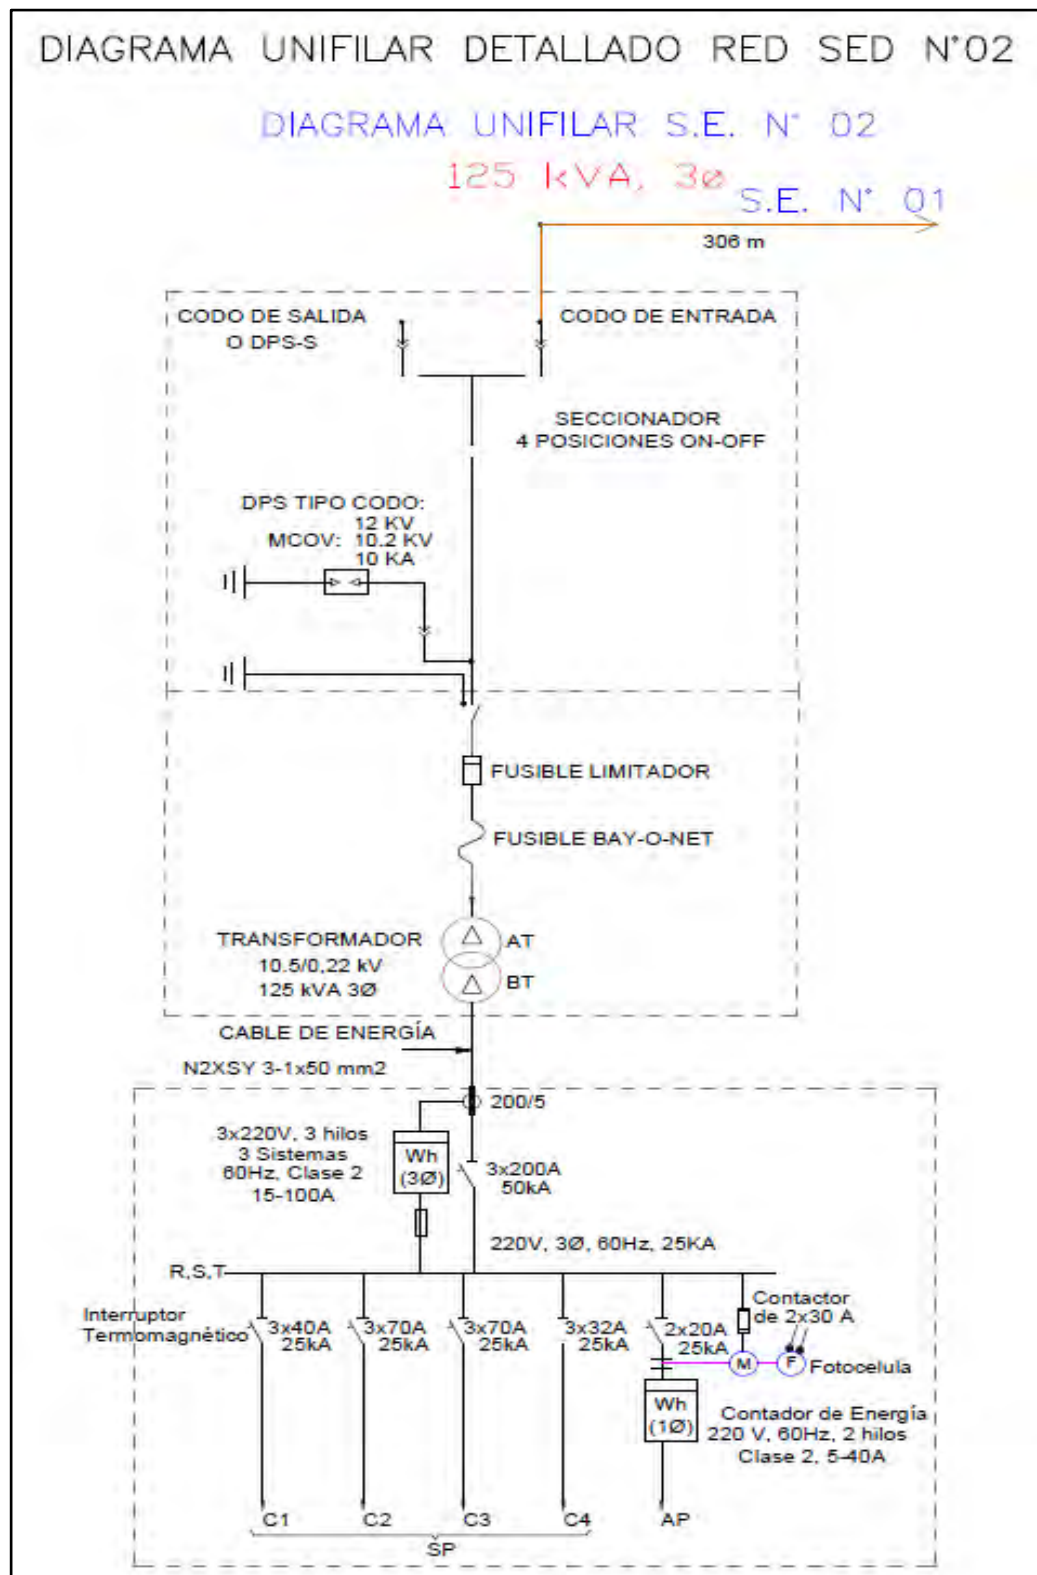 DIAGRAMA UNIFILAR DETALLADO RED SED N°02
DIAGRAMA UNIFILAR S.E. N° 02
125 kVA, 3ø
S.E. N° 01
306 m
CODO DE SALIDA
O DPS-S
CODO DE ENTRADA
SECCIONADOR
4 POSICIONES ON-OFF
DPS TIPO CODO:
12 KV
MCOV: 10.2 KV
10 KA
FUSIBLE LIMITADOR
FUSIBLE BAY-O-NET
TRANSFORMADOR
10.5/0,22 kV
125 kVA 3Ø
AT
BT
CABLE DE ENERGÍA
N2XSY 3-1x50 mm2
200/5
3x220V, 3 hilos
3 Sistemas
60Hz, Clase 2
15-100A
Wh
(3Ø)
3x200A
50kA
220V, 3Ø, 60Hz, 25KA
R,S,T
Interruptor
Termomagnético
3x40A
25kA
3x70A
25kA
3x70A
25kA
3x32A
25kA
2x20A
25kA
Contactor
de 2x30 A
M
F
Fotocelula
Wh
(1Ø)
Contador de Energía
220 V, 60Hz, 2 hilos
Clase 2, 5-40A
C1
C2
C3
C4
AP
SP